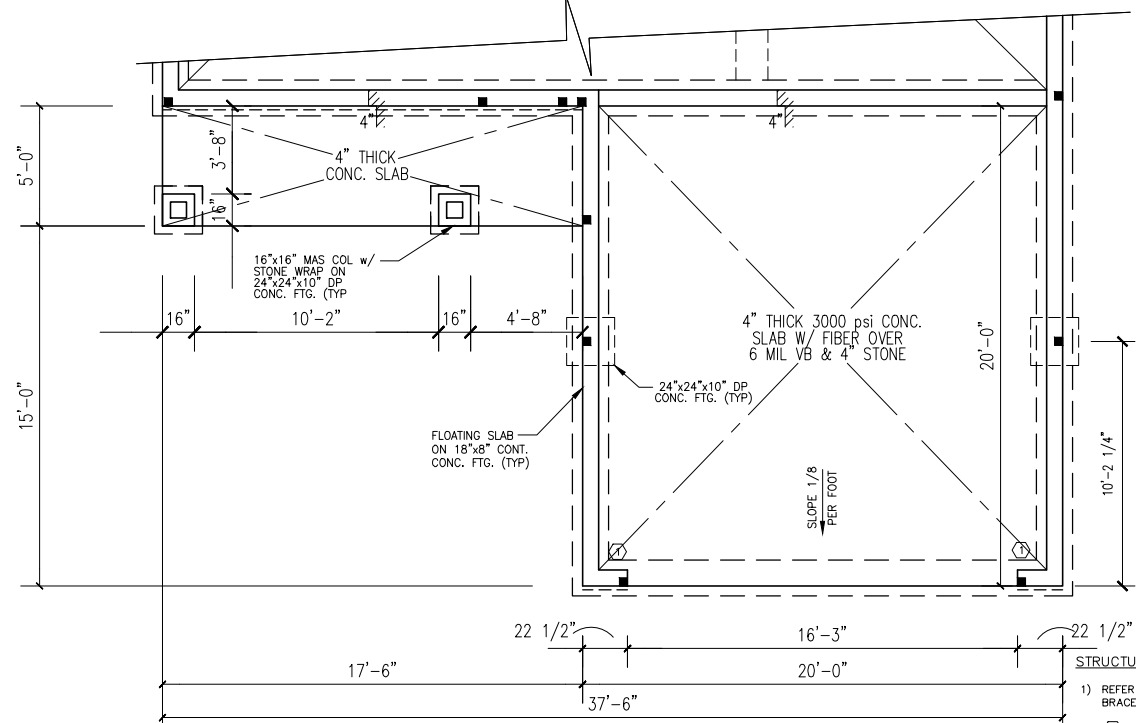 4"
4"
5'-0"
3'-8"
16"
4" THICK
CONC. SLAB
16"x16" MAS COL w/
STONE WRAP ON
24"x24"x10" DP
CONC. FTG. (TYP
16"
10'-2"
16"
4'-8"
4" THICK 3000 psi CONC.
SLAB W/ FIBER OVER
6 MIL VB & 4" STONE
20'-0"
24"x24"x10" DP
CONC. FTG. (TYP)
15'-0"
FLOATING SLAB
ON 18"x8" CONT.
CONC. FTG. (TYP)
SLOPE 1/8
PER FOOT
10'-2 1/4"
1
1
22 1/2"
16'-3"
22 1/2"
17'-6"
20'-0"
37'-6"
STRUCTU
1) REFER
BRACE